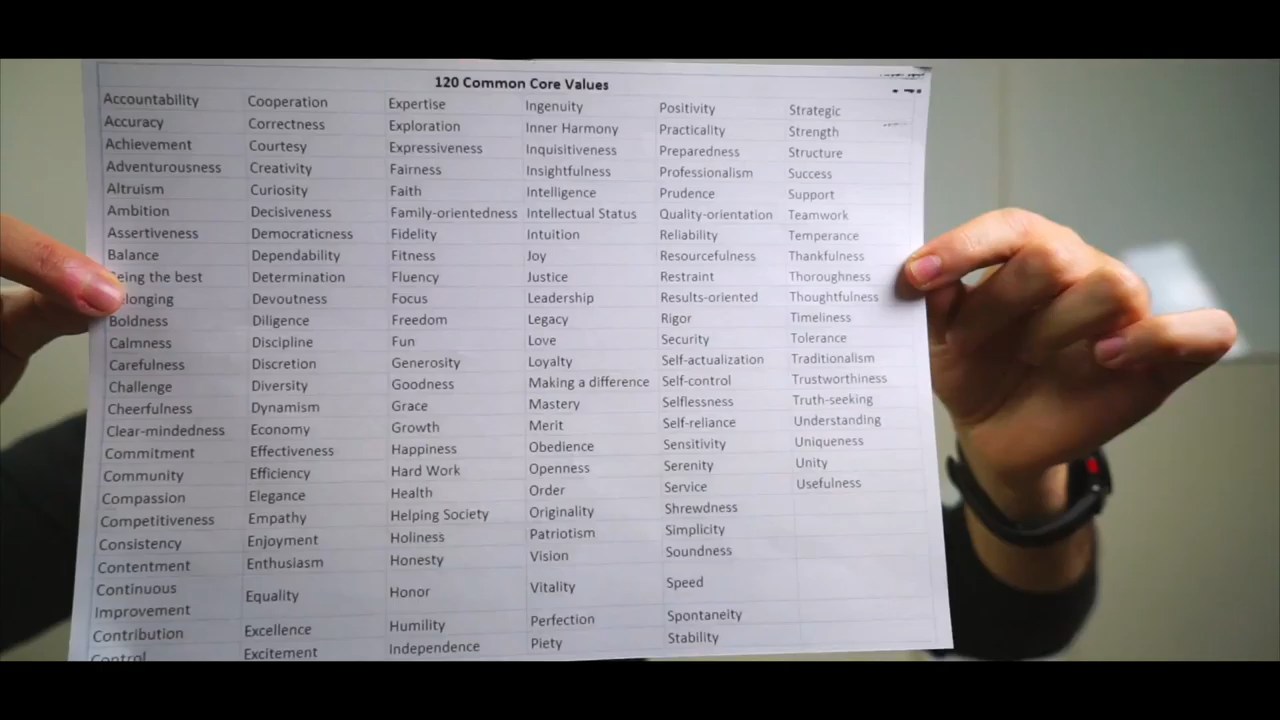 120 Common Core Values
Accountability Cooperation Expertise Ingenuity Positivity Strategic
Accuracy Correctness Exploration Inner Harmony Practicality Strength
Achievement Courtesy Expressiveness Inquisitiveness Preparedness Structure
Adventurousness Creativity Fairness Insightfulness Professionalism Success
Altruism Curiosity Faith Intelligence Prudence Support
Ambition Decisiveness Family-orientedness Intellectual Status Quality-orientation Teamwork
Assertiveness Democraticness Fidelity Intuition Reliability Temperance
Balance Dependability Fitness Joy Resourcefulness Thankfulness
Being the best Determination Fluency Justice Restraint Thoroughness
Belonging Devoutness Focus Leadership Results-oriented Thoughtfulness
Boldness Diligence Freedom Legacy Rigor Timeliness
Calmness Discipline Fun Love Security Tolerance
Carefulness Discretion Generosity Loyalty Self-actualization Traditionalism
Challenge Diversity Goodness Making a difference Self-control Trustworthiness
Cheerfulness Dynamism Grace Mastery Selflessness Truth-seeking
Clear-mindedness Economy Growth Merit Self-reliance Understanding
Commitment Effectiveness Happiness Obedience Sensitivity Uniqueness
Community Efficiency Hard Work Openness Serenity Unity
Compassion Elegance Health Order Service Usefulness
Competitiveness Empathy Helping Society Originality Shrewdness
Consistency Enjoyment Holiness Patriotism Simplicity
Contentment Enthusiasm Honesty Vision Soundness
Continuous Improvement Equality Honor Vitality Speed
Contribution Excellence Humility Perfection Spontaneity
Control Excitement Independence Piety Stability